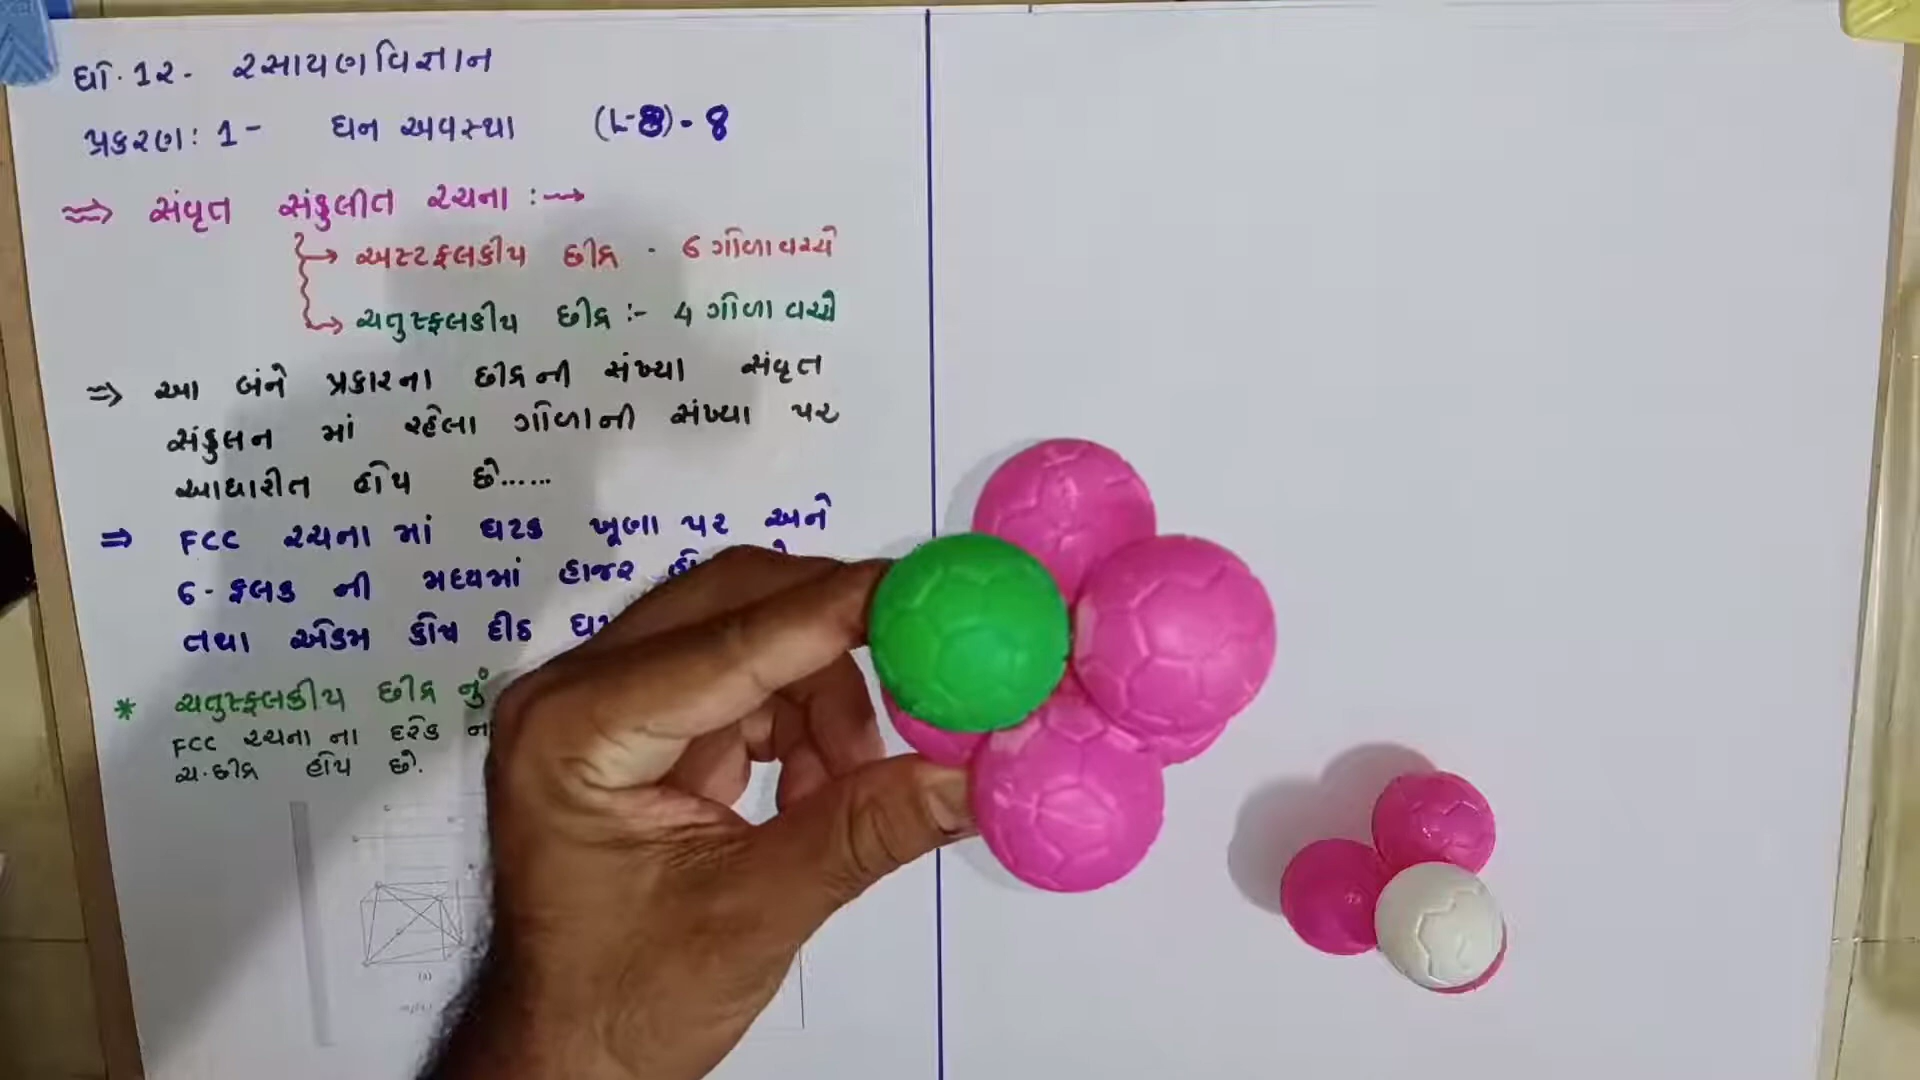 ધો.12- રસાયણવિજ્ઞાન
પ્રકરણ: 1- ઘન અવસ્થા (L-8)-8
⇒ સંવૃત સંકુલીત રચના :→
→ અષ્ટફલકીય છીદ્ર - 6 ગોળા વચ્ચે
→ ચતુષ્ફલકીય છીદ્ર :- 4 ગોળા વચ્ચે
⇒ આ બંને પ્રકારના છીદ્રની સંખ્યા સંવૃત
સંકુલન માં રહેલા ગોળાની સંખ્યા પર
આધારીત હોય છે......
⇒ FCC રચના માં ઘટક ખૂણા પર અને
6-ફલક ની મધ્યમાં હાજર
તથા એકમ કોષ દીઠ
* ચતુષ્ફલકીય છીદ્ર નું
FCC રચના ના દરેક
ચ.છીદ્ર હોય છે.
(a)